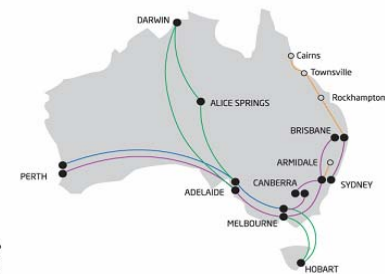 DARWIN
Cairns
Townsville
ALICE SPRINGS
Rockhampton
BRISBANE
ARMIDALE
PERTH
ADELAIDE
CANBERRA
SYDNEY
MELBOURNE
HOBART